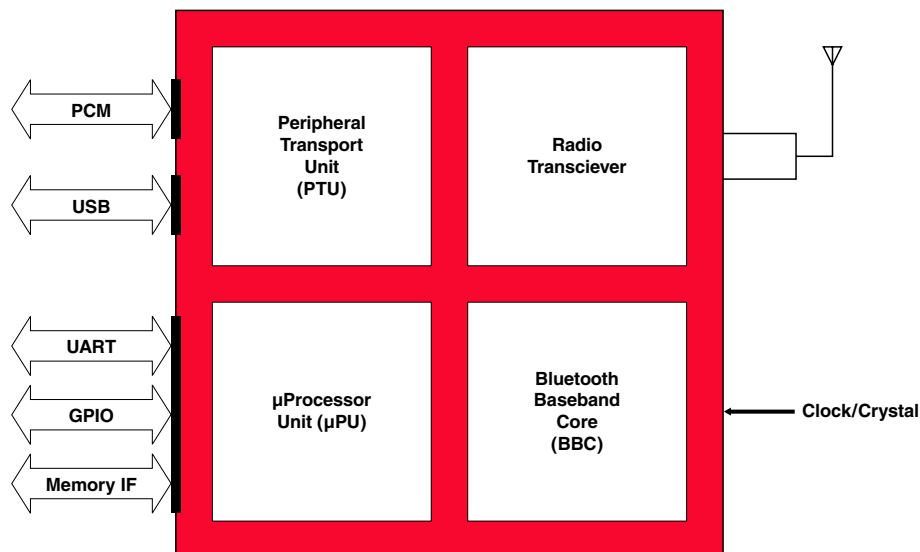 PCM
USB
UART
GPIO
Memory IF
Peripheral
Transport
Unit
(PTU)
Radio
Transciever
µProcessor
Unit (µPU)
Bluetooth
Baseband
Core
(BBC)
Clock/Crystal